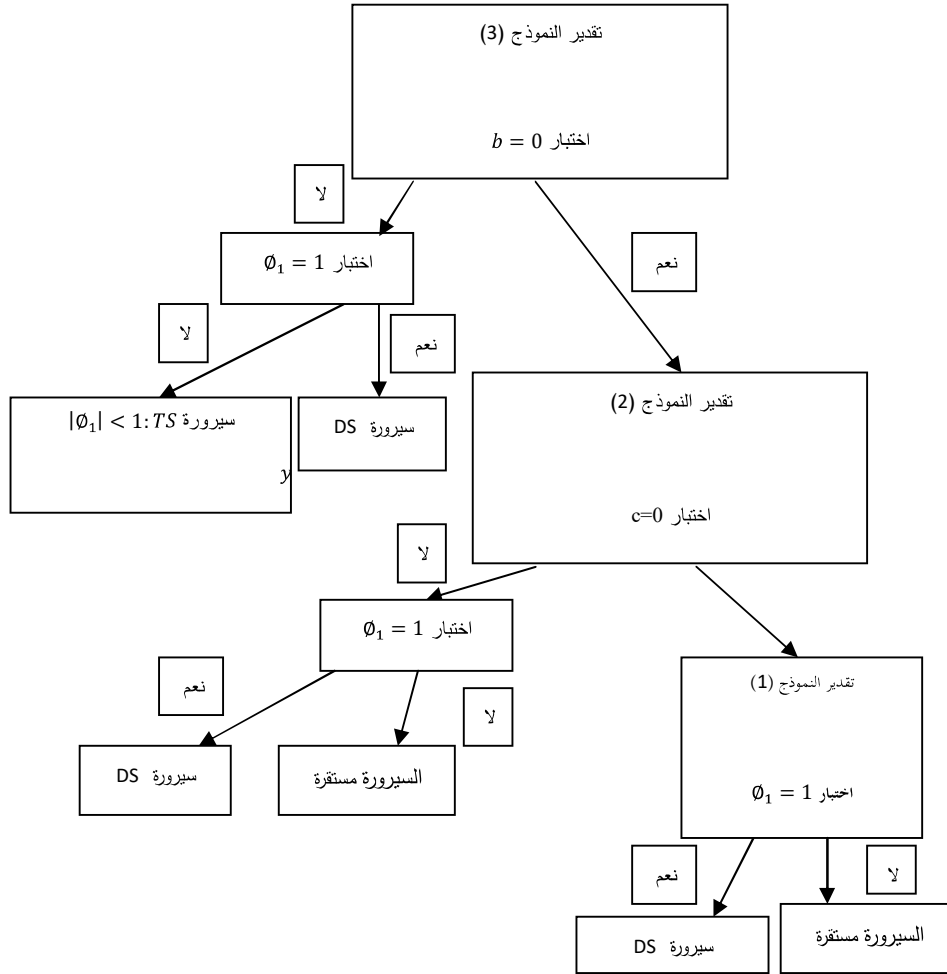 تقدير النموذج (3)
اختبار b = 0
لا
نعم
اختبار ∅₁ = 1
لا
نعم
سيرورة TS :|∅₁| < 1
y
سيرورة DS
تقدير النموذج (2)
اختبار c=0
لا
اختبار ∅₁ = 1
نعم
لا
سيرورة DS
السيرورة مستقرة
تقدير النموذج (1)
اختبار ∅₁ = 1
نعم
لا
سيرورة DS
السيرورة مستقرة